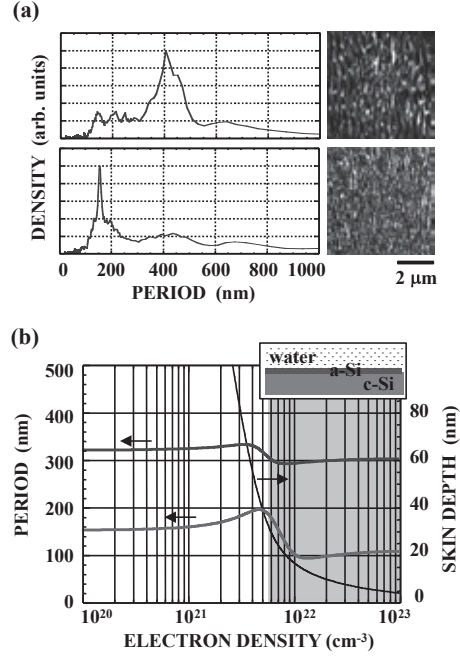 (a)
DENSITY (arb. units)
0 200 400 600 800 1000
PERIOD (nm)
2 μm
(b)
water
a-Si
c-Si
500
400
300
200
100
0
PERIOD (nm)
80
60
40
20
0
SKIN DEPTH (nm)
10²⁰ 10²¹ 10²² 10²³
ELECTRON DENSITY (cm⁻³)